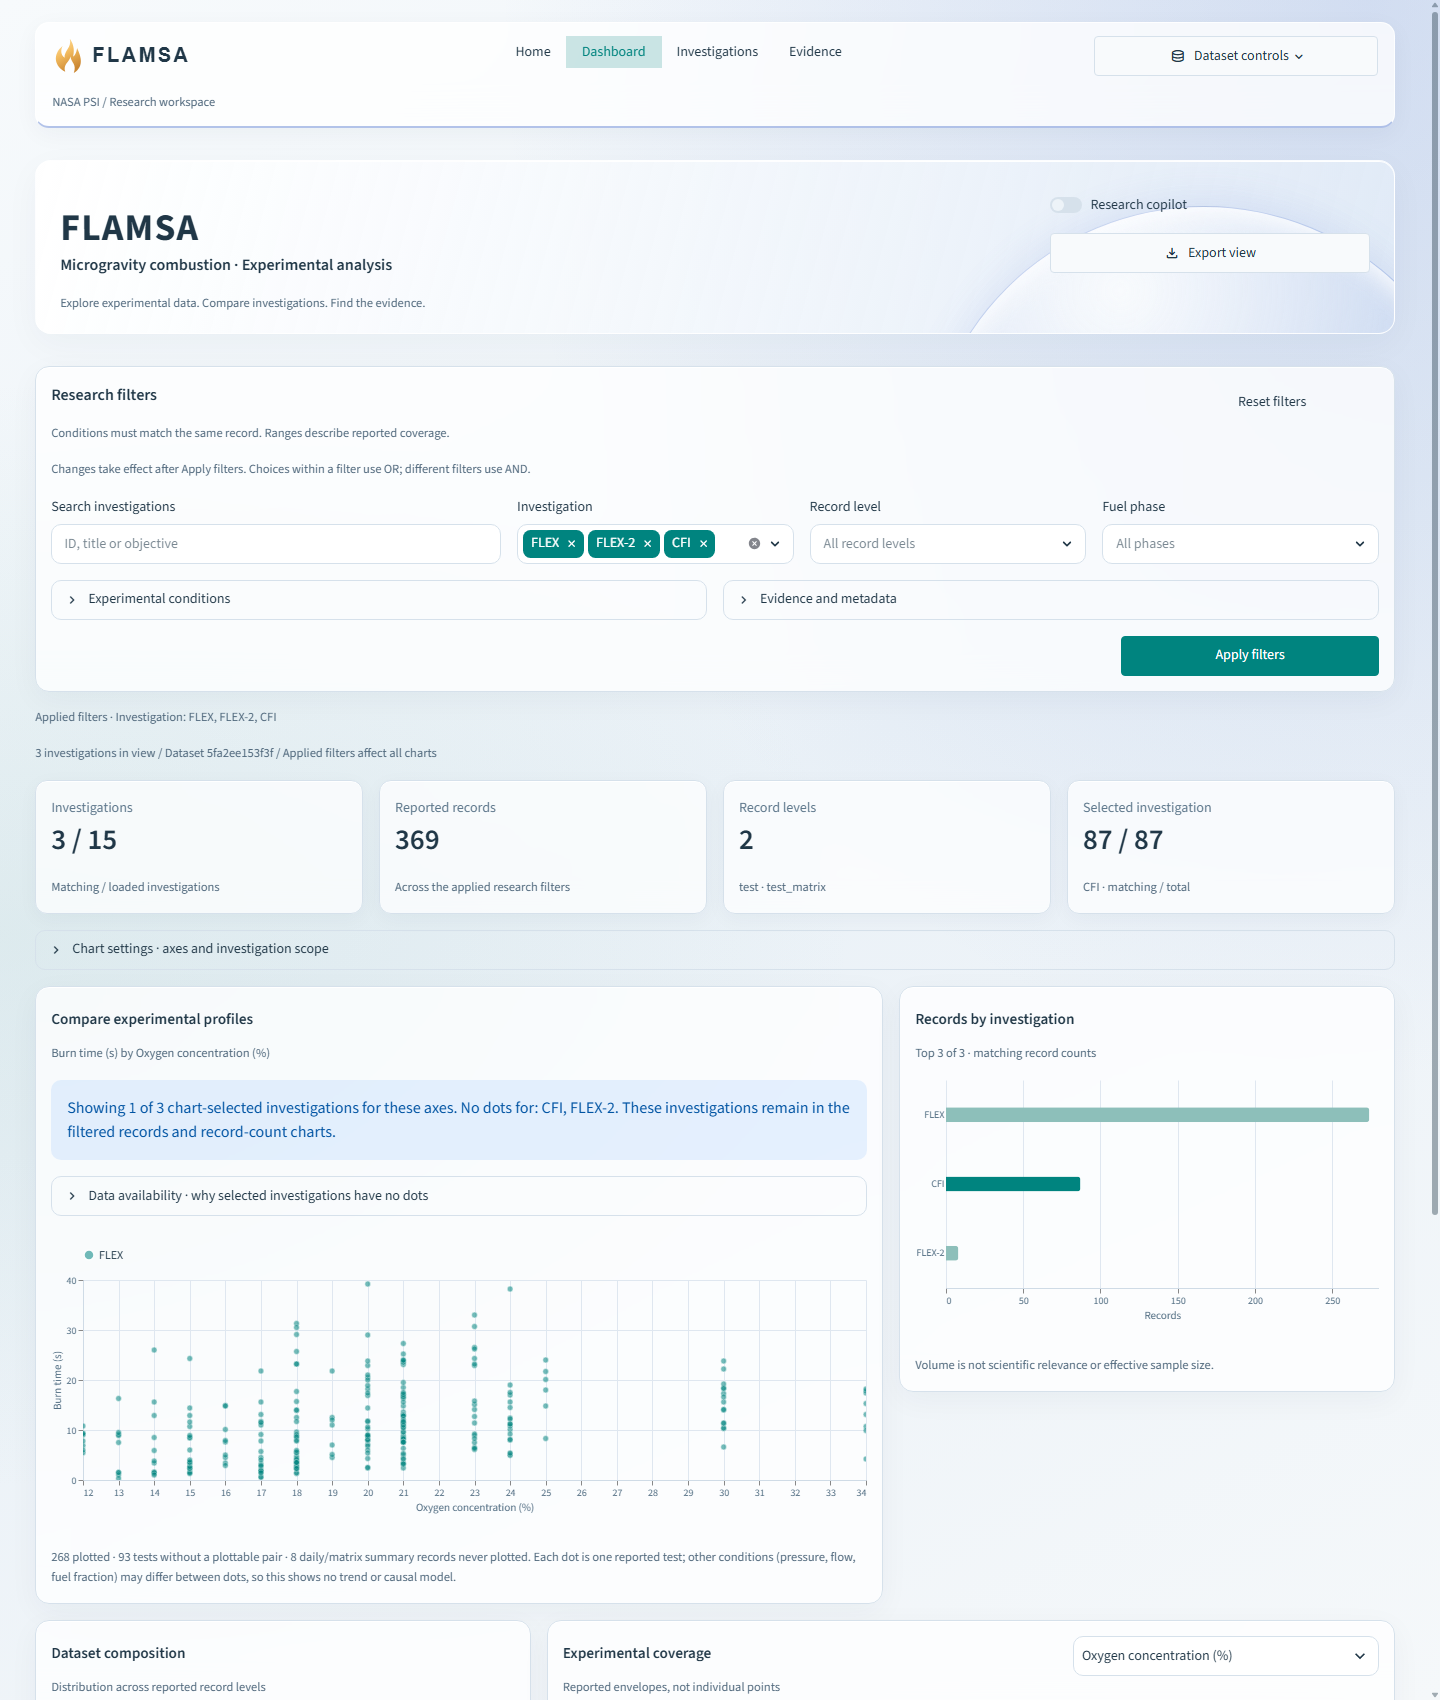 FLAMSA
Home Dashboard Investigations Evidence
Dataset controls
NASA PSI / Research workspace
FLAMSA
Microgravity combustion · Experimental analysis
Explore experimental data. Compare investigations. Find the evidence.
Research copilot
Export view
Research filters
Reset filters
Conditions must match the same record. Ranges describe reported coverage.
Changes take effect after Apply filters. Choices within a filter use OR; different filters use AND.
Search investigations
ID, title or objective
Investigation
FLEX × FLEX-2 × CFI ×
Record level
All record levels
Fuel phase
All phases
Experimental conditions
Evidence and metadata
Apply filters
Applied filters · Investigation: FLEX, FLEX-2, CFI
3 investigations in view / Dataset 5fa2ee153f3f / Applied filters affect all charts
Investigations
3 / 15
Matching / loaded investigations
Reported records
369
Across the applied research filters
Record levels
2
test · test_matrix
Selected investigation
87 / 87
CFI · matching / total
Chart settings · axes and investigation scope
Compare experimental profiles
Burn time (s) by Oxygen concentration (%)
Showing 1 of 3 chart-selected investigations for these axes. No dots for: CFI, FLEX-2. These investigations remain in the
filtered records and record-count charts.
Data availability · why selected investigations have no dots
FLEX
40
30
20
10
0
Burn time (s)
12 13 14 15 16 17 18 19 20 21 22 23 24 25 26 27 28 29 30 31 32 33 34
Oxygen concentration (%)
268 plotted · 93 tests without a plottable pair · 8 daily/matrix summary records never plotted. Each dot is one reported test; other conditions (pressure, flow,
fuel fraction) may differ between dots, so this shows no trend or causal model.
Records by investigation
Top 3 of 3 · matching record counts
FLEX
CFI
FLEX-2
0 50 100 150 200 250
Records
Volume is not scientific relevance or effective sample size.
Dataset composition
Distribution across reported record levels
Experimental coverage
Reported envelopes, not individual points
Oxygen concentration (%)